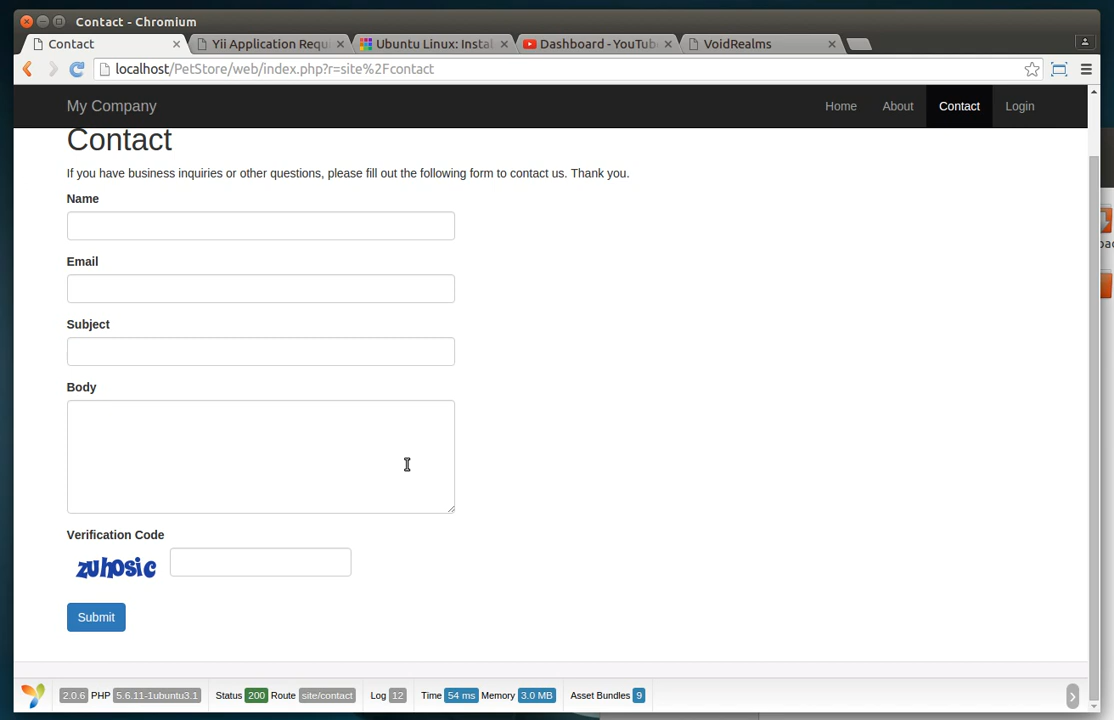 Contact - Chromium
Contact
Yii Application Requ
Ubuntu Linux: Instal
Dashboard - YouTub
VoidRealms
localhost/PetStore/web/index.php?r=site%2Fcontact
My Company
Home
About
Contact
Login
Contact
If you have business inquiries or other questions, please fill out the following form to contact us. Thank you.
Name
Email
Subject
Body
Verification Code
zuhosic
Submit
2.0.6 PHP 5.6.11-1ubuntu3.1
Status 200 Route site/contact
Log 12
Time 54 ms Memory 3.0 MB
Asset Bundles 9